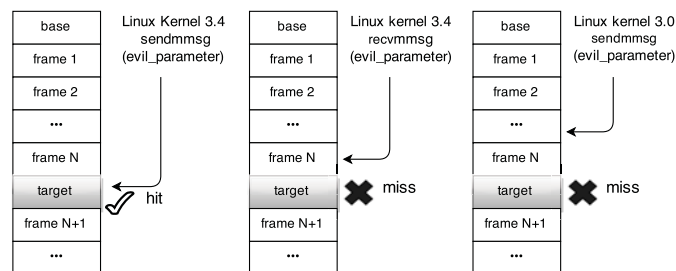 Linux Kernel 3.4
sendmmsg
(evil_parameter)
base
frame 1
frame 2
...
frame N
target
frame N+1
...
hit
Linux kernel 3.4
recvmmsg
(evil_parameter)
base
frame 1
frame 2
...
frame N
target
frame N+1
...
miss
Linux Kernel 3.0
sendmmsg
(evil_parameter)
base
frame 1
frame 2
...
frame N
target
frame N+1
...
miss